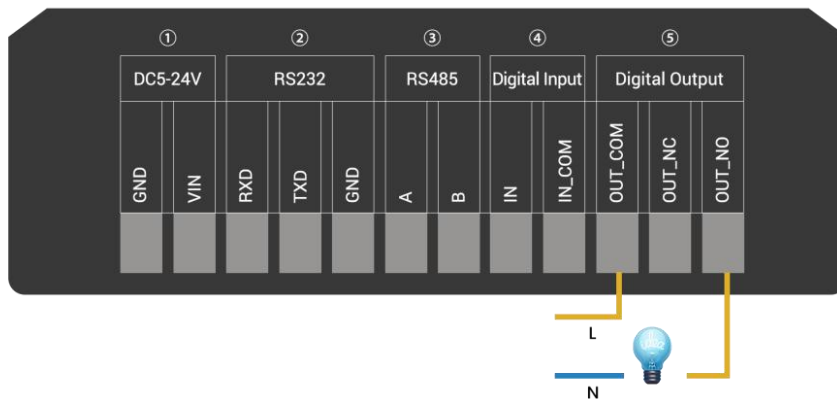 ① ② ③ ④ ⑤
DC5-24V RS232 RS485 Digital Input Digital Output
GND VIN RXD TXD GND A B IN IN_COM OUT_COM OUT_NC OUT_NO
L
N